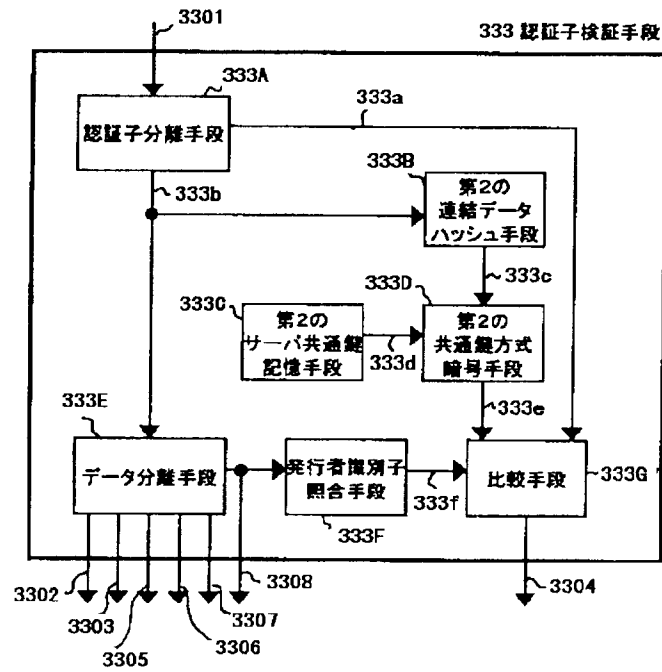 3301
333 認証子検証手段
333A
認証子分離手段
333a
333b
333B
第2の
連結データ
ハッシュ手段
333c
333C
第2の
サーバ共通鍵
記憶手段
333d
333D
第2の
共通鍵方式
暗号手段
333e
333E
データ分離手段
発行者識別子
照合手段
333F
333f
比較手段
333G
3302
3303
3305
3306
3307
3308
3304